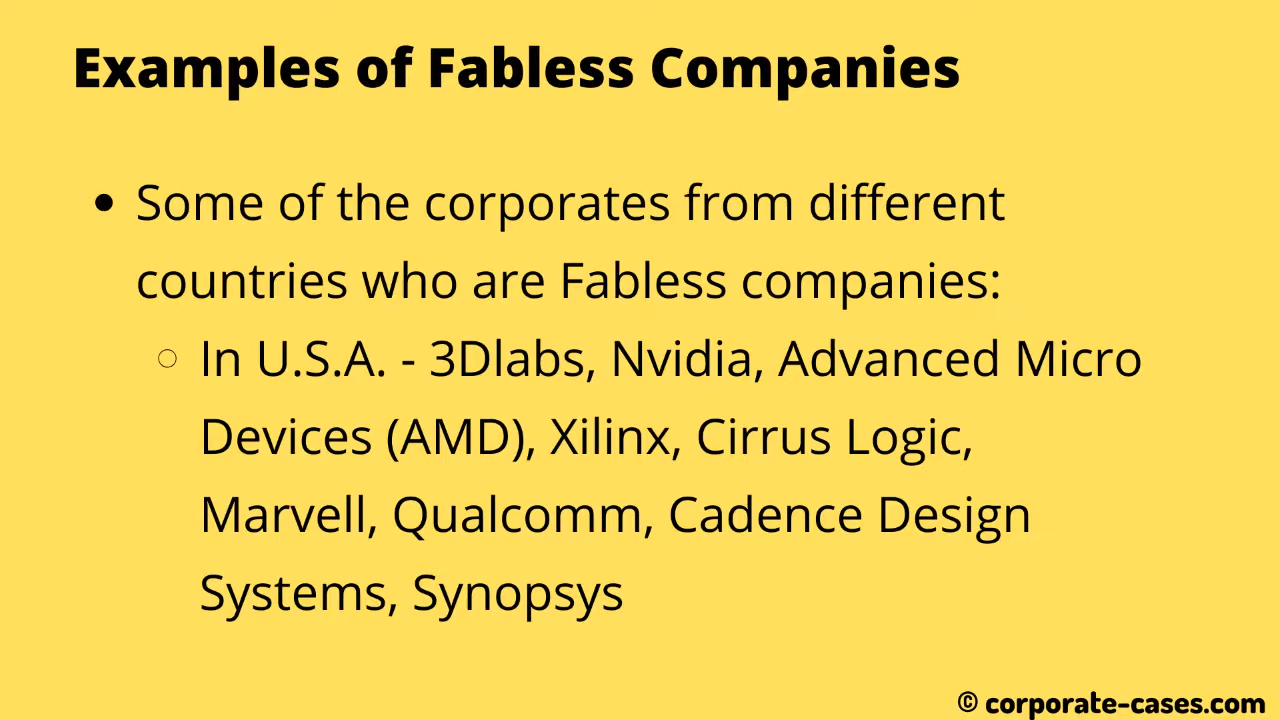 Examples of Fabless Companies
• Some of the corporates from different
countries who are Fabless companies:
○ In U.S.A. - 3Dlabs, Nvidia, Advanced Micro
Devices (AMD), Xilinx, Cirrus Logic,
Marvell, Qualcomm, Cadence Design
Systems, Synopsys
© corporate-cases.com